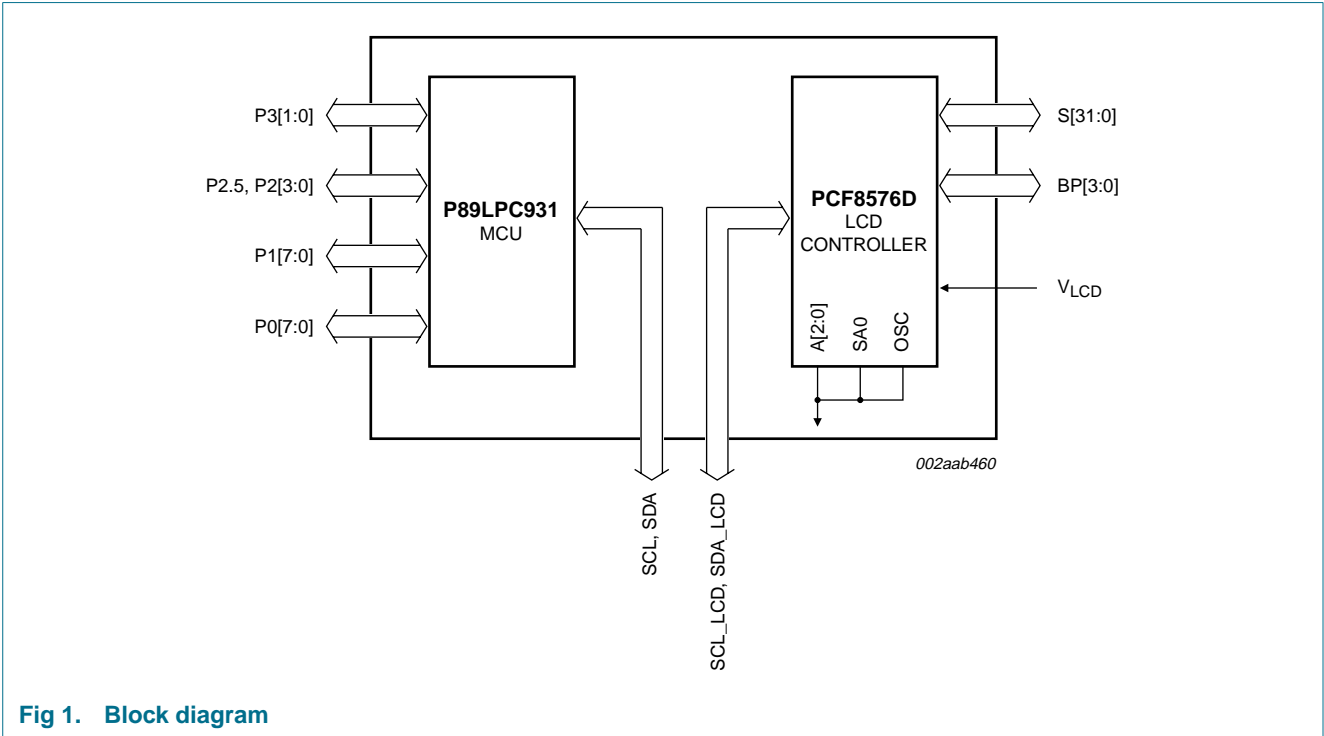 P3[1:0]
P2.5, P2[3:0]
P1[7:0]
P0[7:0]
P89LPC931
MCU
PCF8576D
LCD
CONTROLLER
A[2:0]
SA0
OSC
S[31:0]
BP[3:0]
VLCD
002aab460
SCL, SDA
SCL_LCD, SDA_LCD
Fig 1. Block diagram